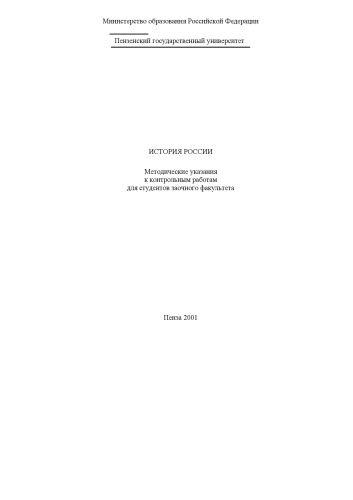 Министерство образования Российской Федерации
Пензенский государственный университет
ИСТОРИЯ РОССИИ
Методические указания
к контрольным работам
для студентов заочного факультета
Пенза 2001